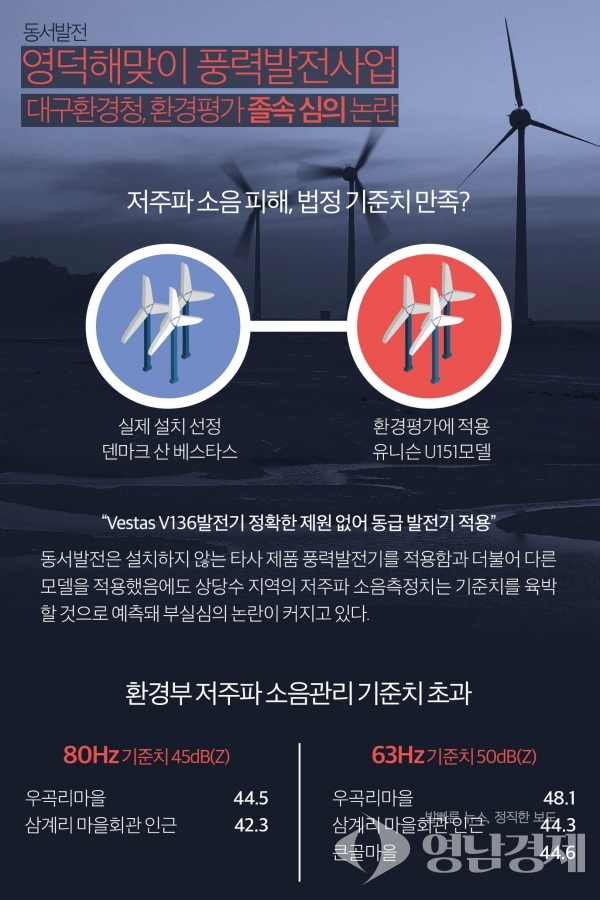 동서발전
영덕해맞이 풍력발전사업
대구환경청, 환경평가 졸속 심의 논란
저주파 소음 피해, 법정 기준치 만족?
실제 설치 선정
덴마크 산 베스타스
환경평가에 적용
유니슨 U151모델
“Vestas V136발전기 정확한 제원 없어 동급 발전기 적용”
동서발전은 설치하지 않는 타사 제품 풍력발전기를 적용함과 더불어 다른
모델을 적용했음에도 상당수 지역의 저주파 소음측정치는 기준치를 육박
할 것으로 예측돼 부실심의 논란이 커지고 있다.
환경부 저주파 소음관리 기준치 초과
80Hz 기준치 45dB(Z)
우곡리마을 44.5
삼계리 마을회관 인근 42.3
63Hz 기준치 50dB(Z)
우곡리마을 48.1
삼계리 마을회관 인근 44.3
큰골마을 44.6
뉴스, 정직한 보도
영남경제